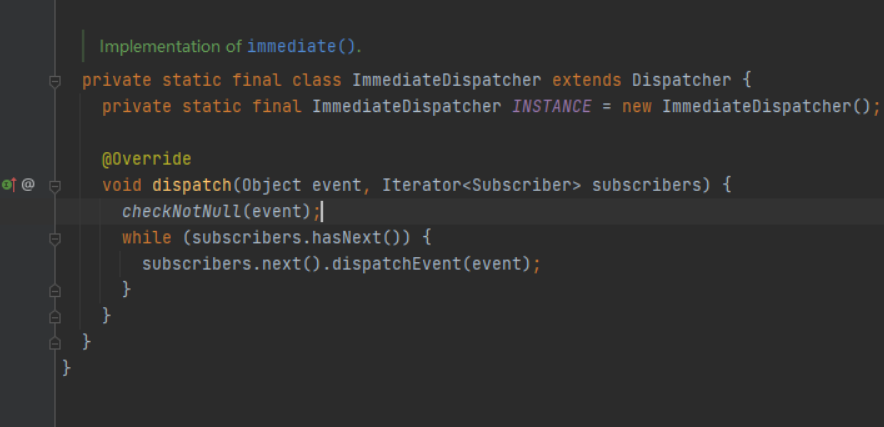 Implementation of immediate().
private static final class ImmediateDispatcher extends Dispatcher {
private static final ImmediateDispatcher INSTANCE = new ImmediateDispatcher();
@Override
@ void dispatch(Object event, Iterator<Subscriber> subscribers) {
checkNotNull(event);
while (subscribers.hasNext()) {
subscribers.next().dispatchEvent(event);
}
}
}
}